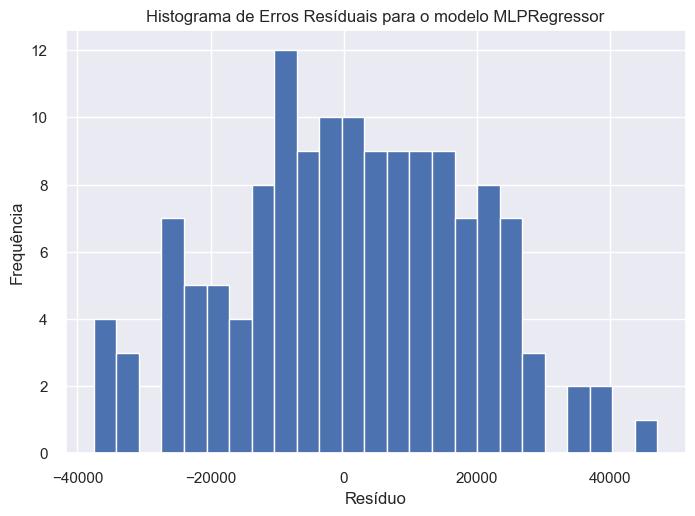 Histograma de Erros Resíduais para o modelo MLPRegressor
12
10
8
6
4
2
0
Frequência
−40000 −20000 0 20000 40000
Resíduo